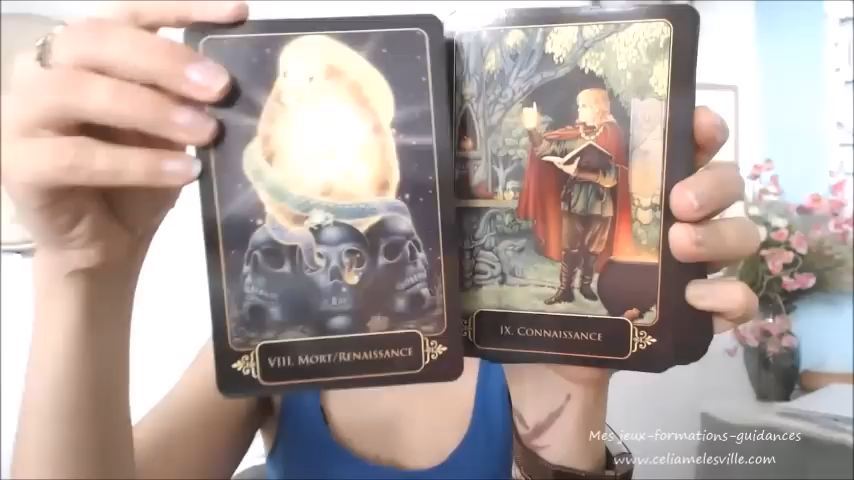 VIII. MORT/RENAISSANCE
IX. CONNAISSANCE
Mes jeux-formations-guidances
www.celiamelesville.com